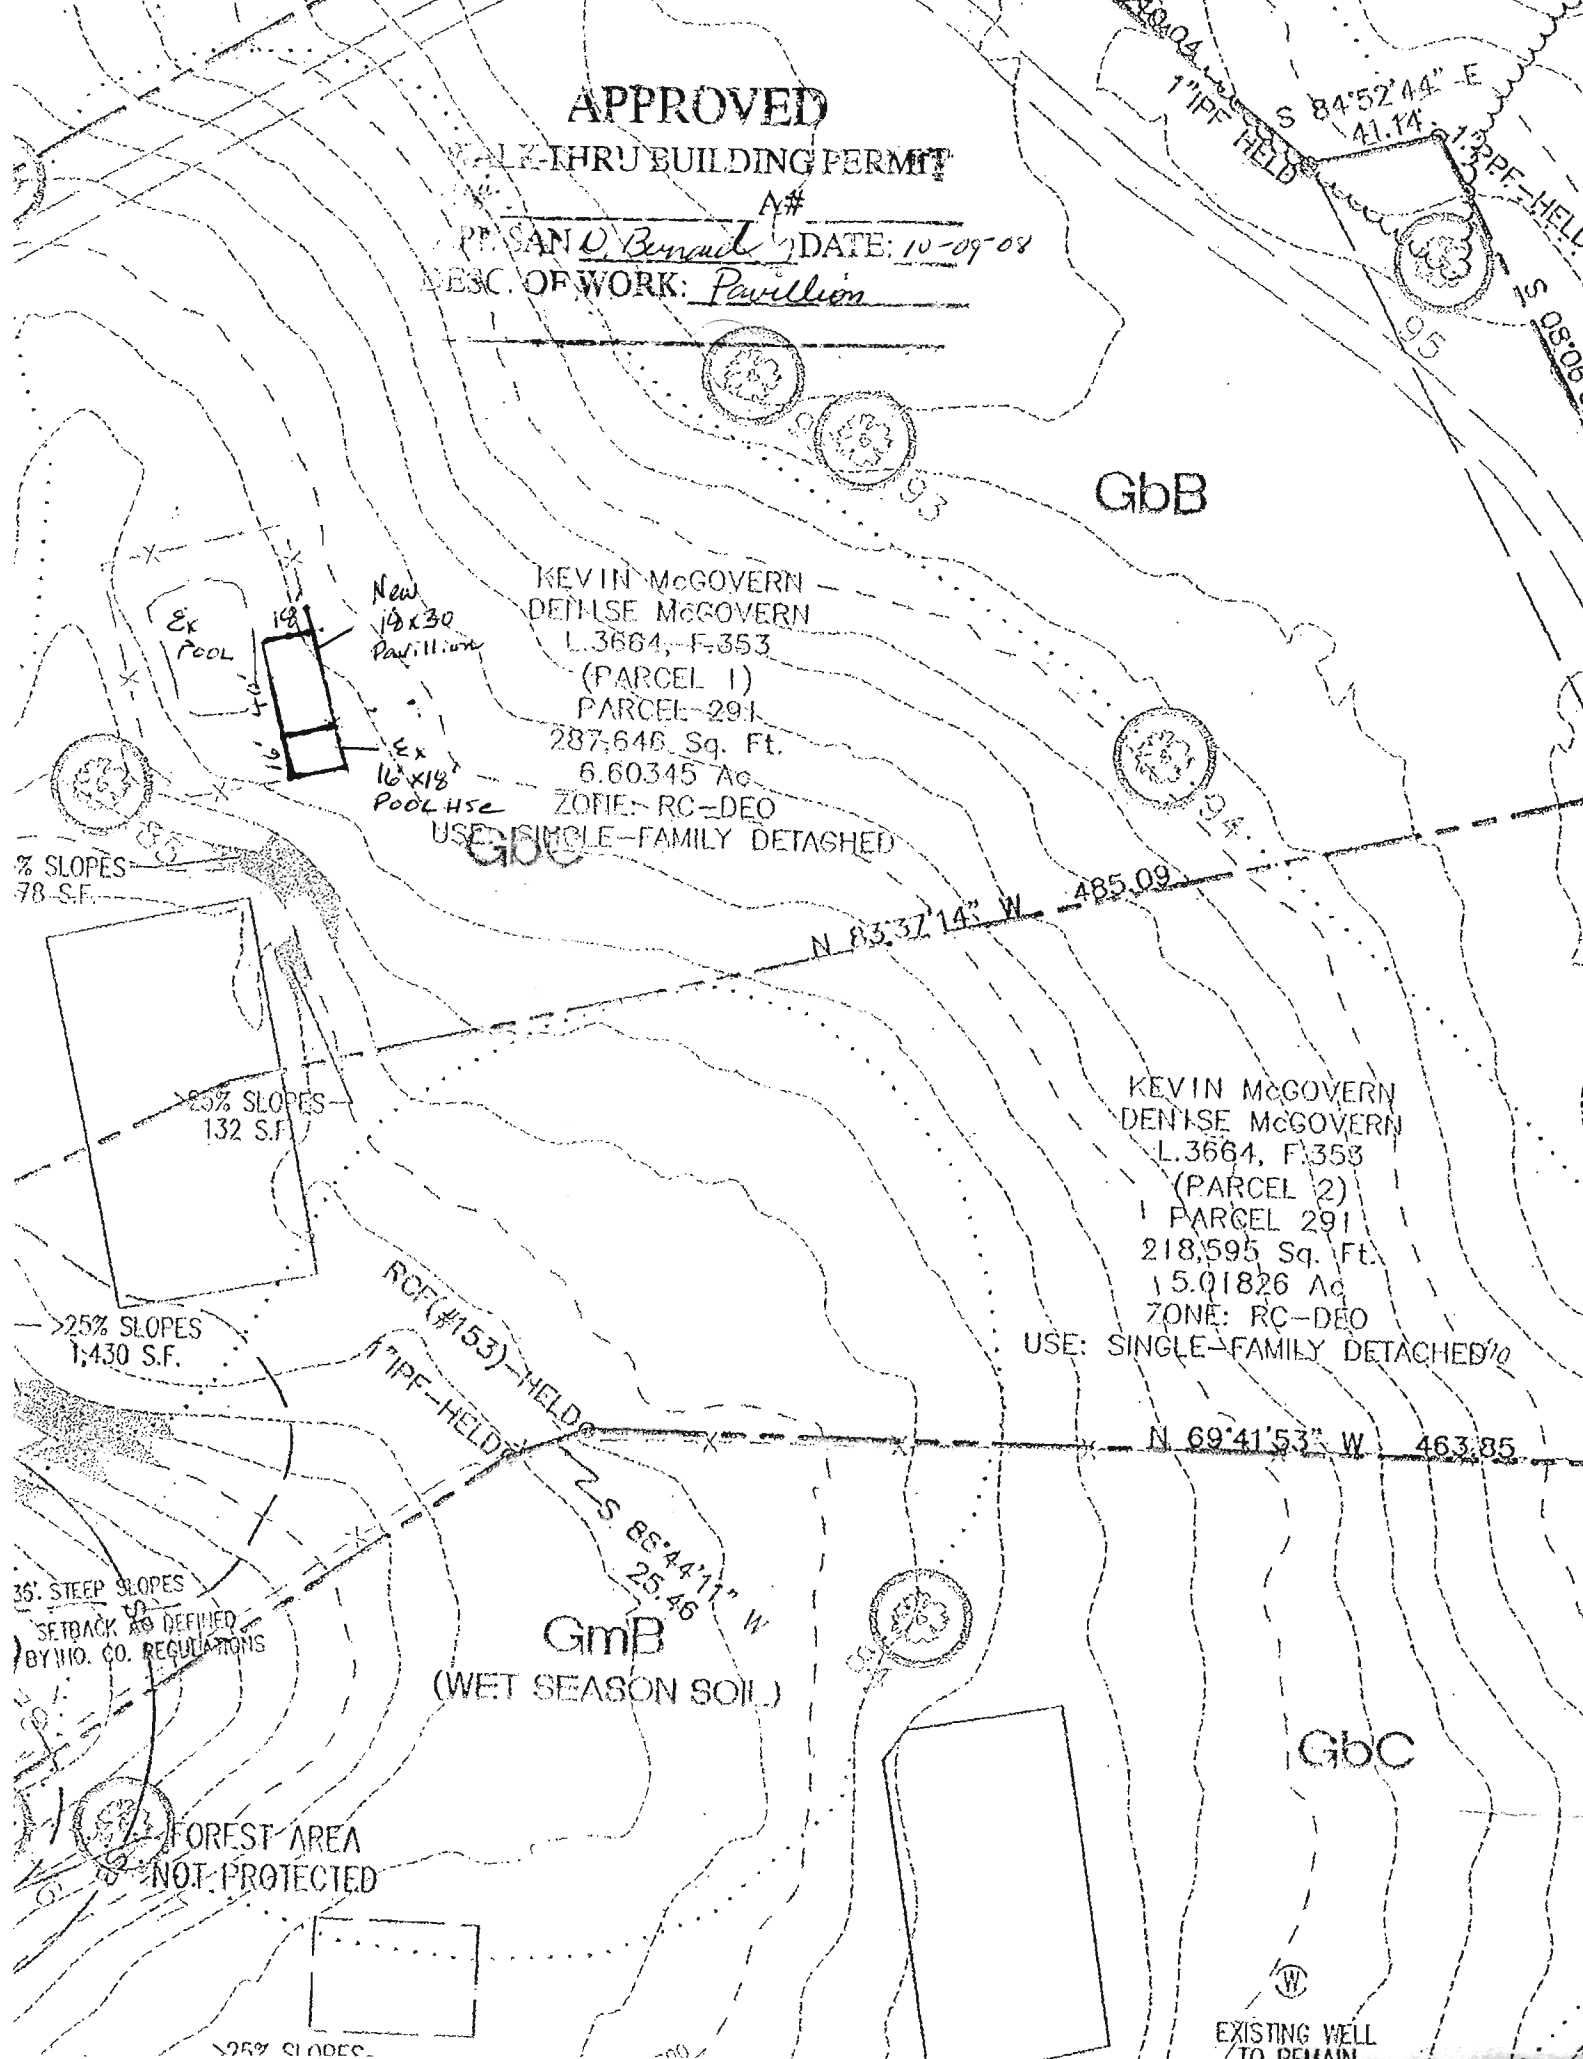 APPROVED
WALK-THRU BUILDING PERMIT
A#
DATE: 10-09-08
DESC. OF WORK: Pavillion
S 84°52'44" E
41.14
1" IPF
HELD
95
93
GbB
New
18x30
Pavillion
Ex
POOL
18'
16'
Ex
16'x18'
POOL HSE
KEVIN McGOVERN
DENISE McGOVERN
L.3664, F.353
(PARCEL 1)
PARCEL 291
287,646 Sq. Ft.
6.60345 Ac
ZONE: RC-DEO
USE: SINGLE-FAMILY DETACHED
GbC
94
% SLOPES
78 S.F.
N 83°37'14" W 485.09
>25% SLOPES
132 S.F.
KEVIN McGOVERN
DENISE McGOVERN
L.3664, F.353
(PARCEL 2)
PARCEL 291
218,595 Sq. Ft.
5.01826 Ac
ZONE: RC-DEO
USE: SINGLE-FAMILY DETACHED
RCF(#153)-HELD
1" IPF-HELD
>25% SLOPES
1,430 S.F.
N 69°41'53" W 463.85
S 86°44'11" W
25.46
35' STEEP SLOPES
SETBACK AS DEFINED
BY HO. CO. REGULATIONS
GmB
(WET SEASON SOIL)
GbC
FOREST AREA
NOT PROTECTED
W
EXISTING WELL
TO REMAIN
>25% SLOPES